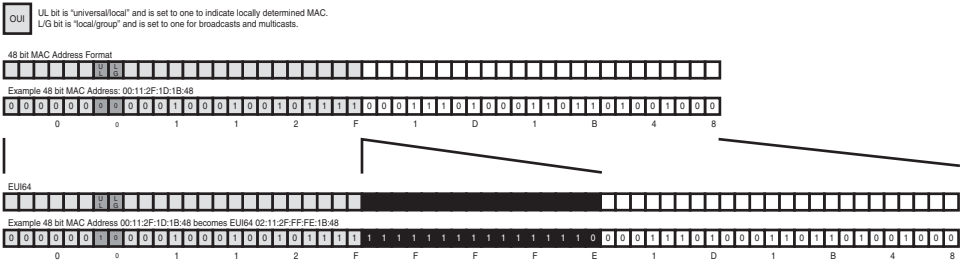 OUI
UL bit is “universal/local” and is set to one to indicate locally determined MAC.
L/G bit is “local/group” and is set to one for broadcasts and multicasts.
48 bit MAC Address Format
U L
L G
Example 48 bit MAC Address: 00:11:2F:1D:1B:48
0 0 0 0 0 0 0 0 0 0 0 1 0 0 0 1 0 0 1 0 1 1 1 1 0 0 0 1 1 1 0 1 0 0 0 1 1 0 1 1 0 1 0 0 1 0 0 0
0 0 1 1 2 F 1 D 1 B 4 8
EUI64
U L
L G
Example 48 bit MAC Address 00:11:2F:1D:1B:48 becomes EUI64 02:11:2F:FF:FE:1B:48
0 0 0 0 0 0 1 0 0 0 0 1 0 0 0 1 0 0 1 0 1 1 1 1 1 1 1 1 1 1 1 1 1 1 1 1 1 1 1 0 0 0 0 1 1 1 0 1 0 0 0 1 1 0 1 1 0 1 0 0 1 0 0 0
0 0 1 1 2 F F F F E 1 D 1 B 4 8